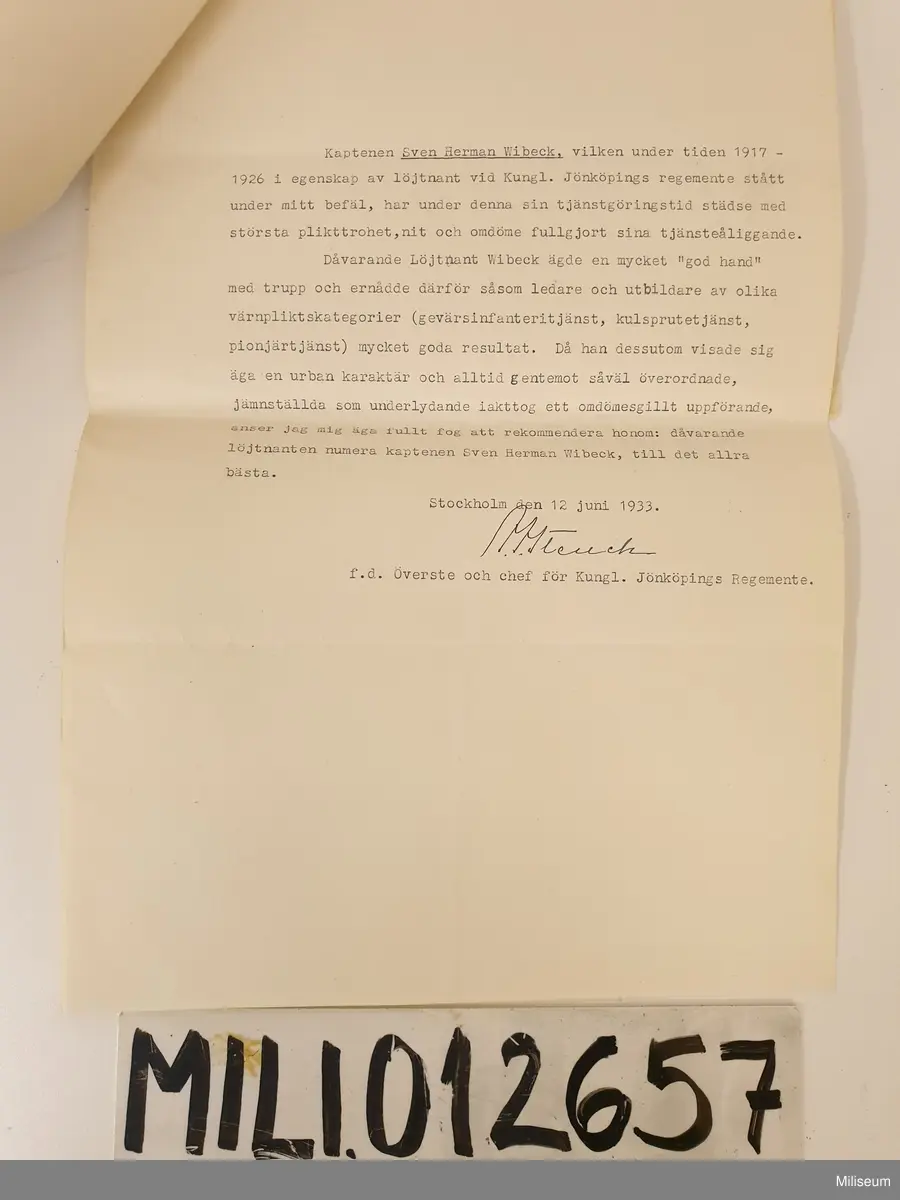 Kaptenen Sven Herman Wibeck, vilken under tiden 1917 -
1926 i egenskap av löjtnant vid Kungl. Jönköpings regemente stått
under mitt befäl, har under denna sin tjänstgöringstid städse med
största plikttrohet,nit och omdöme fullgjort sina tjänsteåliggande.
Dåvarande Löjtnant Wibeck ägde en mycket "god hand"
med trupp och ernådde därför såsom ledare och utbildare av olika
värnpliktskategorier (gevärsinfanteritjänst, kulsprutetjänst,
pionjärtjänst) mycket goda resultat. Då han dessutom visade sig
äga en urban karaktär och alltid gentemot såväl överordnade,
jämnställda som underlydande iakttog ett omdömesgillt uppförande,
anser jag mig äga fullt fog att rekommendera honom: dåvarande
löjtnanten numera kaptenen Sven Herman Wibeck, till det allra
bästa.
Stockholm den 12 juni 1933.
f.d. Överste och chef för Kungl. Jönköpings Regemente.
MILI.012657
Miliseum